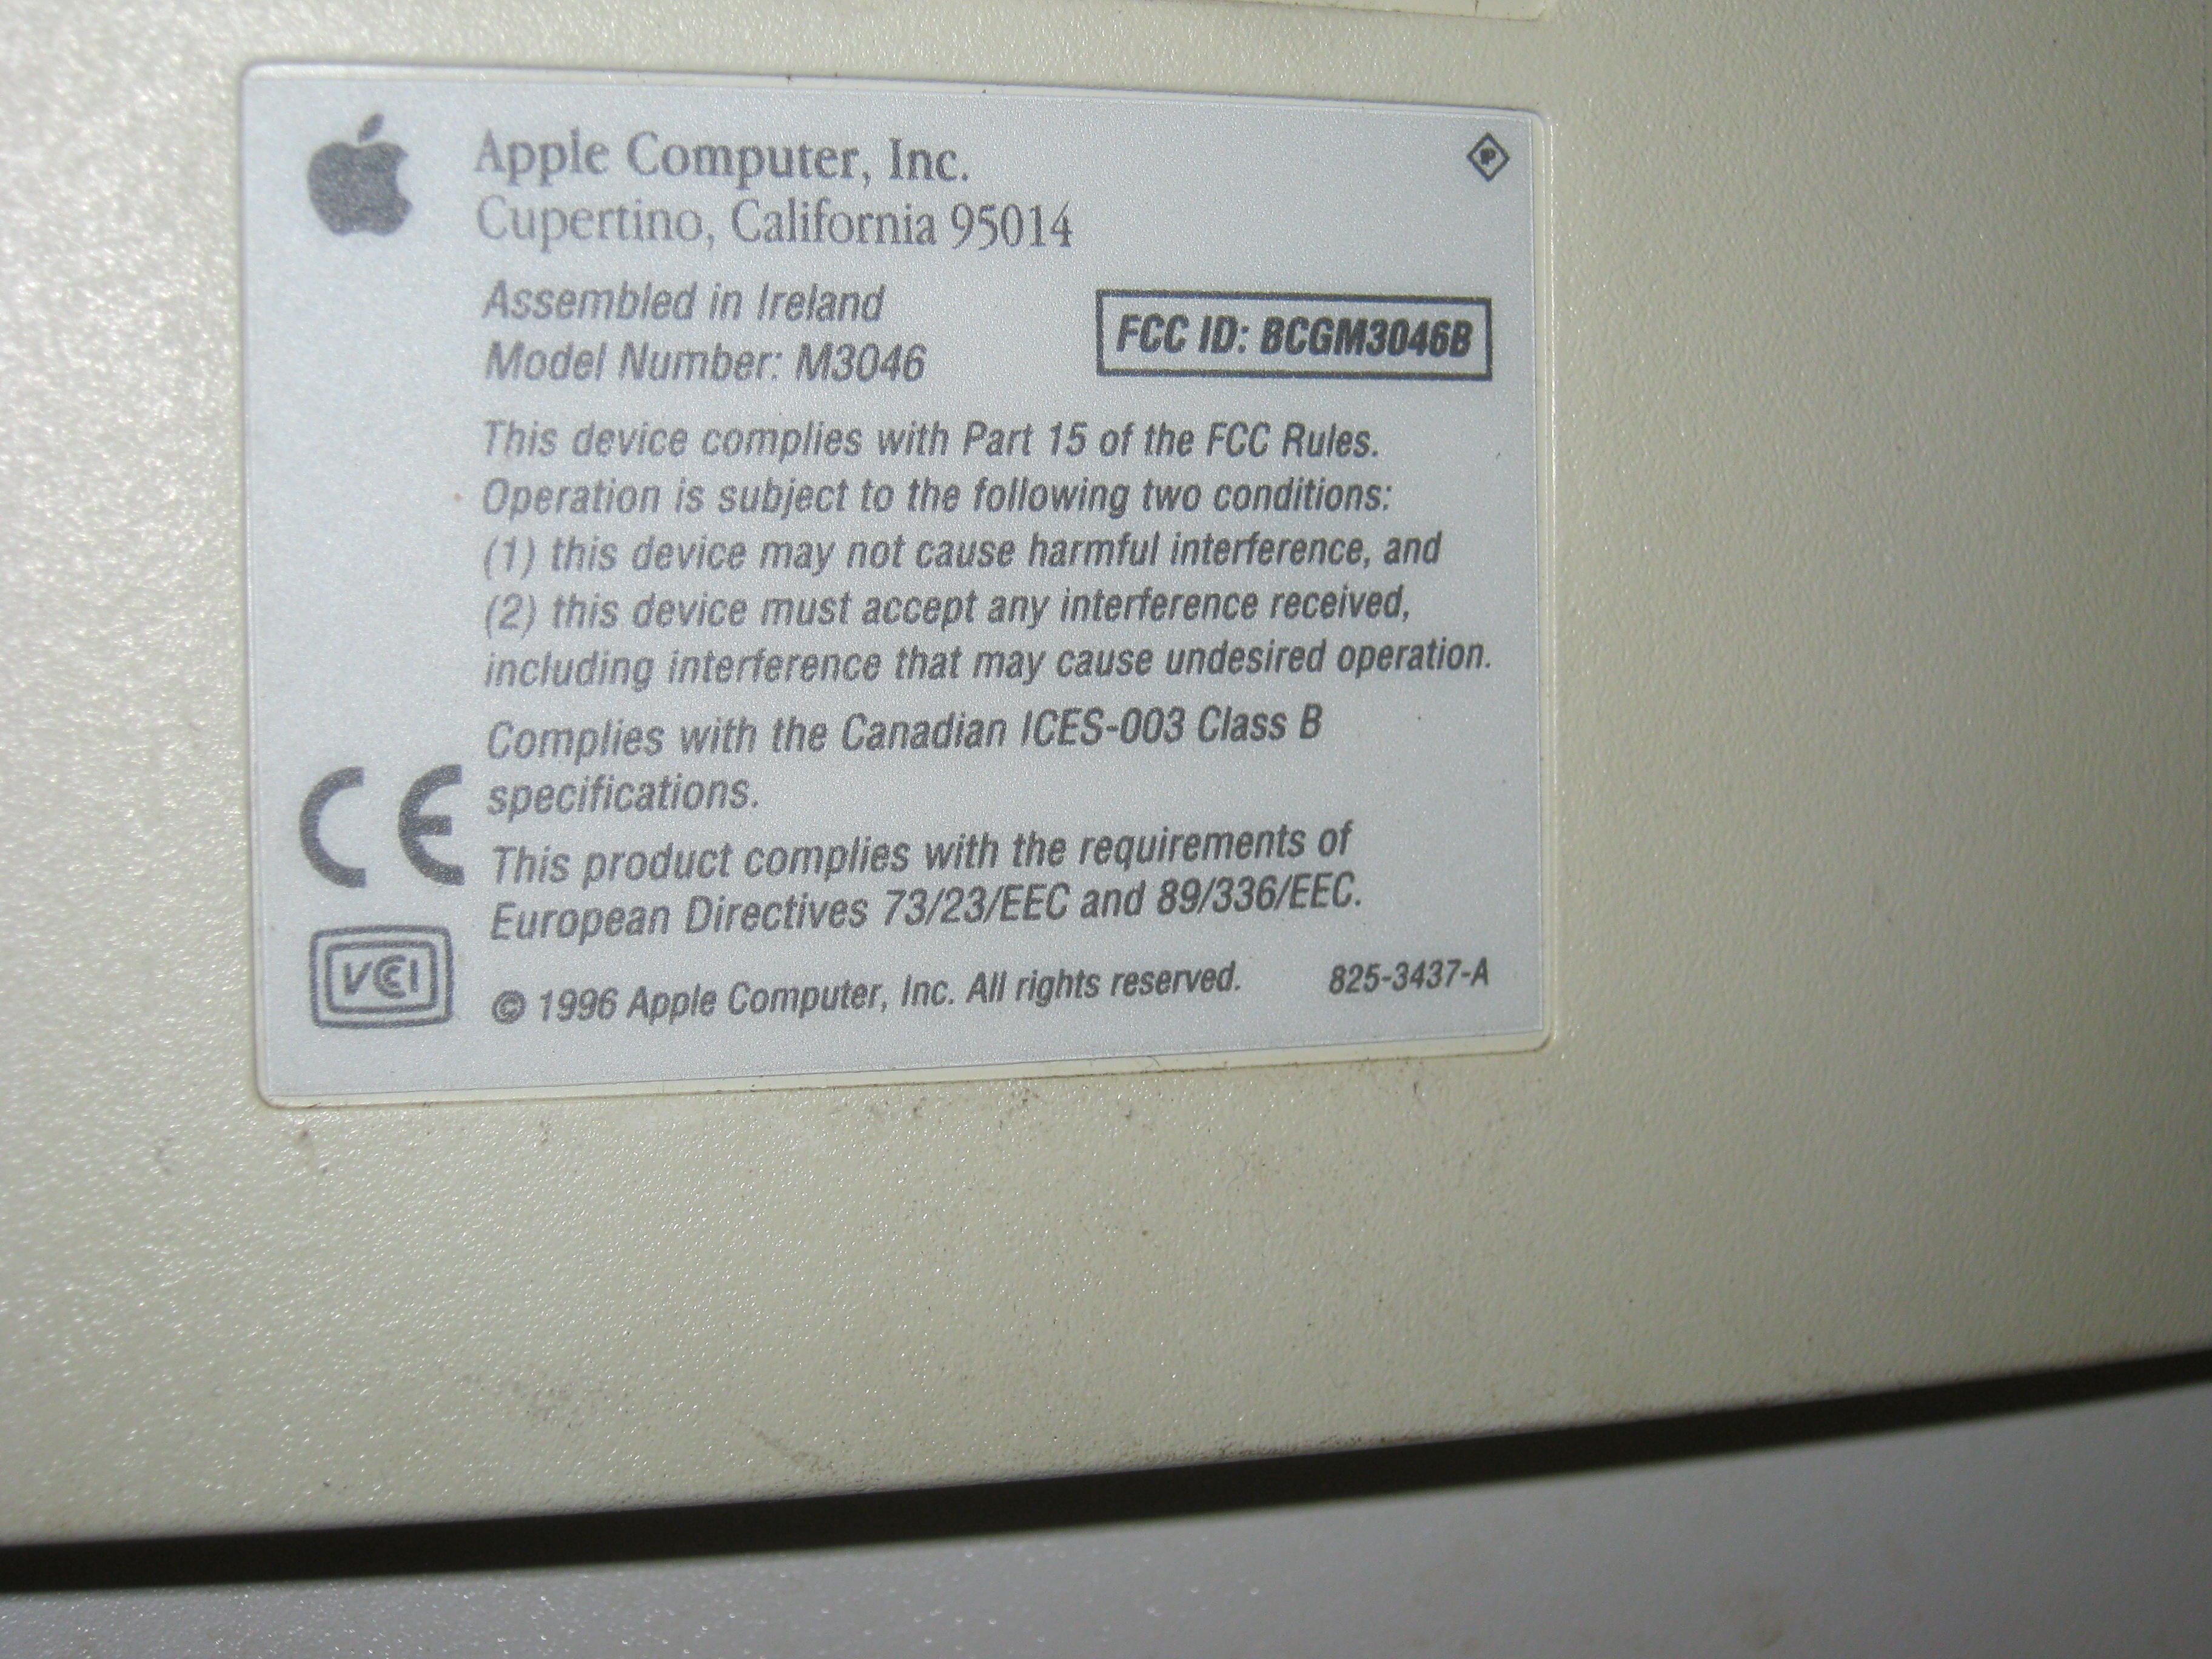 Apple Computer, Inc.
Cupertino, California 95014
Assembled in Ireland
Model Number: M3046
FCC ID: BCGM3046B
This device complies with Part 15 of the FCC Rules.
Operation is subject to the following two conditions:
(1) this device may not cause harmful interference, and
(2) this device must accept any interference received,
including interference that may cause undesired operation.
Complies with the Canadian ICES-003 Class B
specifications.
CE
This product complies with the requirements of
European Directives 73/23/EEC and 89/336/EEC.
VCCI
© 1996 Apple Computer, Inc. All rights reserved.
825-3437-A